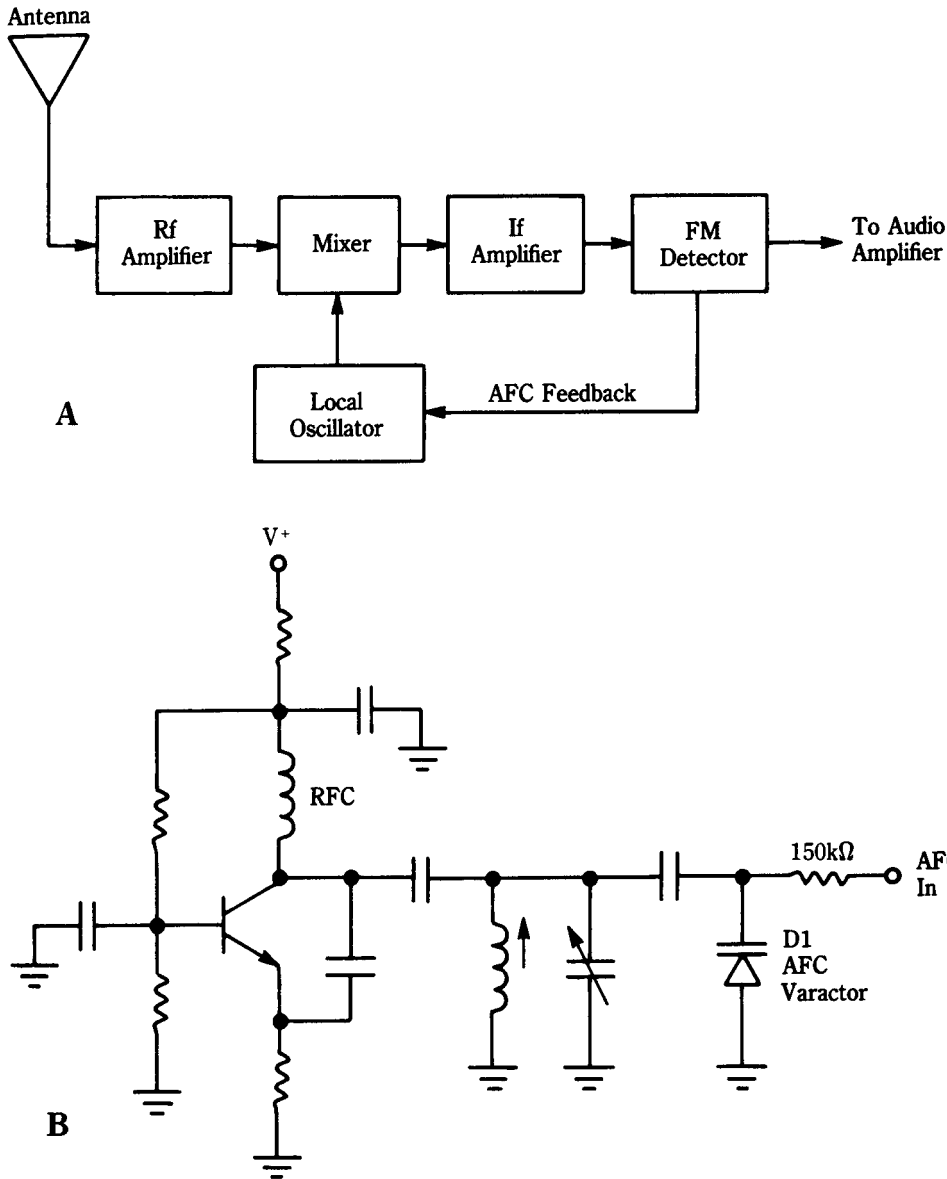 Antenna
Rf
Amplifier
Mixer
If
Amplifier
FM
Detector
To Audio
Amplifier
Local
Oscillator
AFC Feedback
A
V+
RFC
150kΩ
AF
In
D1
AFC
Varactor
B